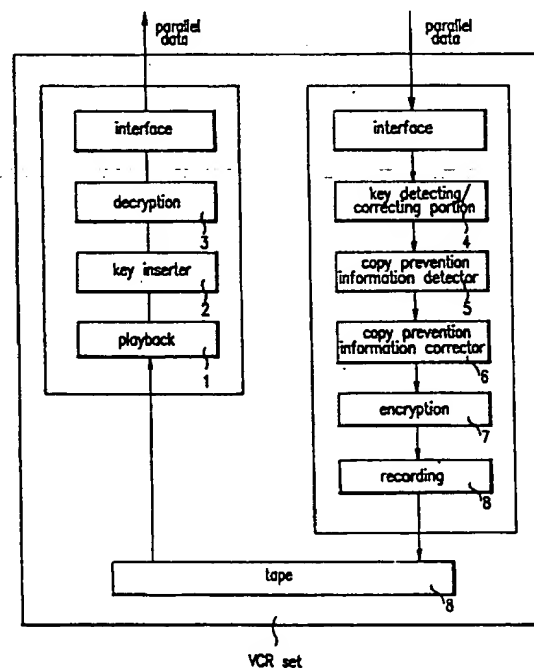 parallel
data
parallel
data
interface
decryption
3
key inserter
2
playback
1
interface
key detecting
correcting portion
4
copy prevention
information detector
5
copy prevention
information corrector
6
encryption
7
recording
8
tape
8
VCR set